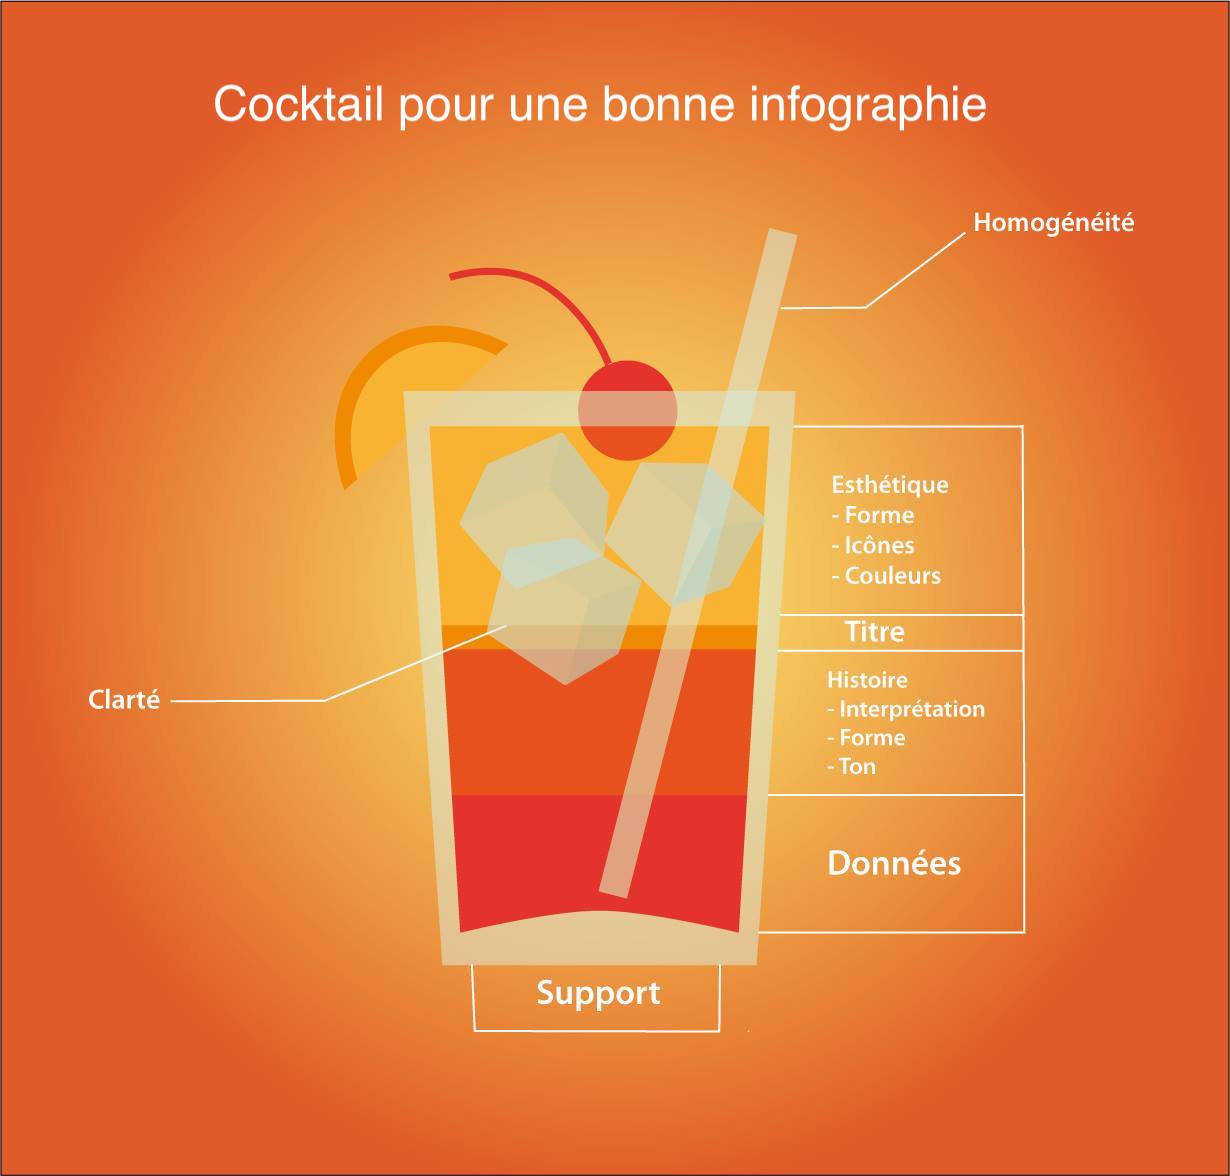 Cocktail pour une bonne infographie
Homogénéité
Esthétique
- Forme
- Icônes
- Couleurs
Titre
Histoire
- Interprétation
- Forme
- Ton
Clarté
Données
Support